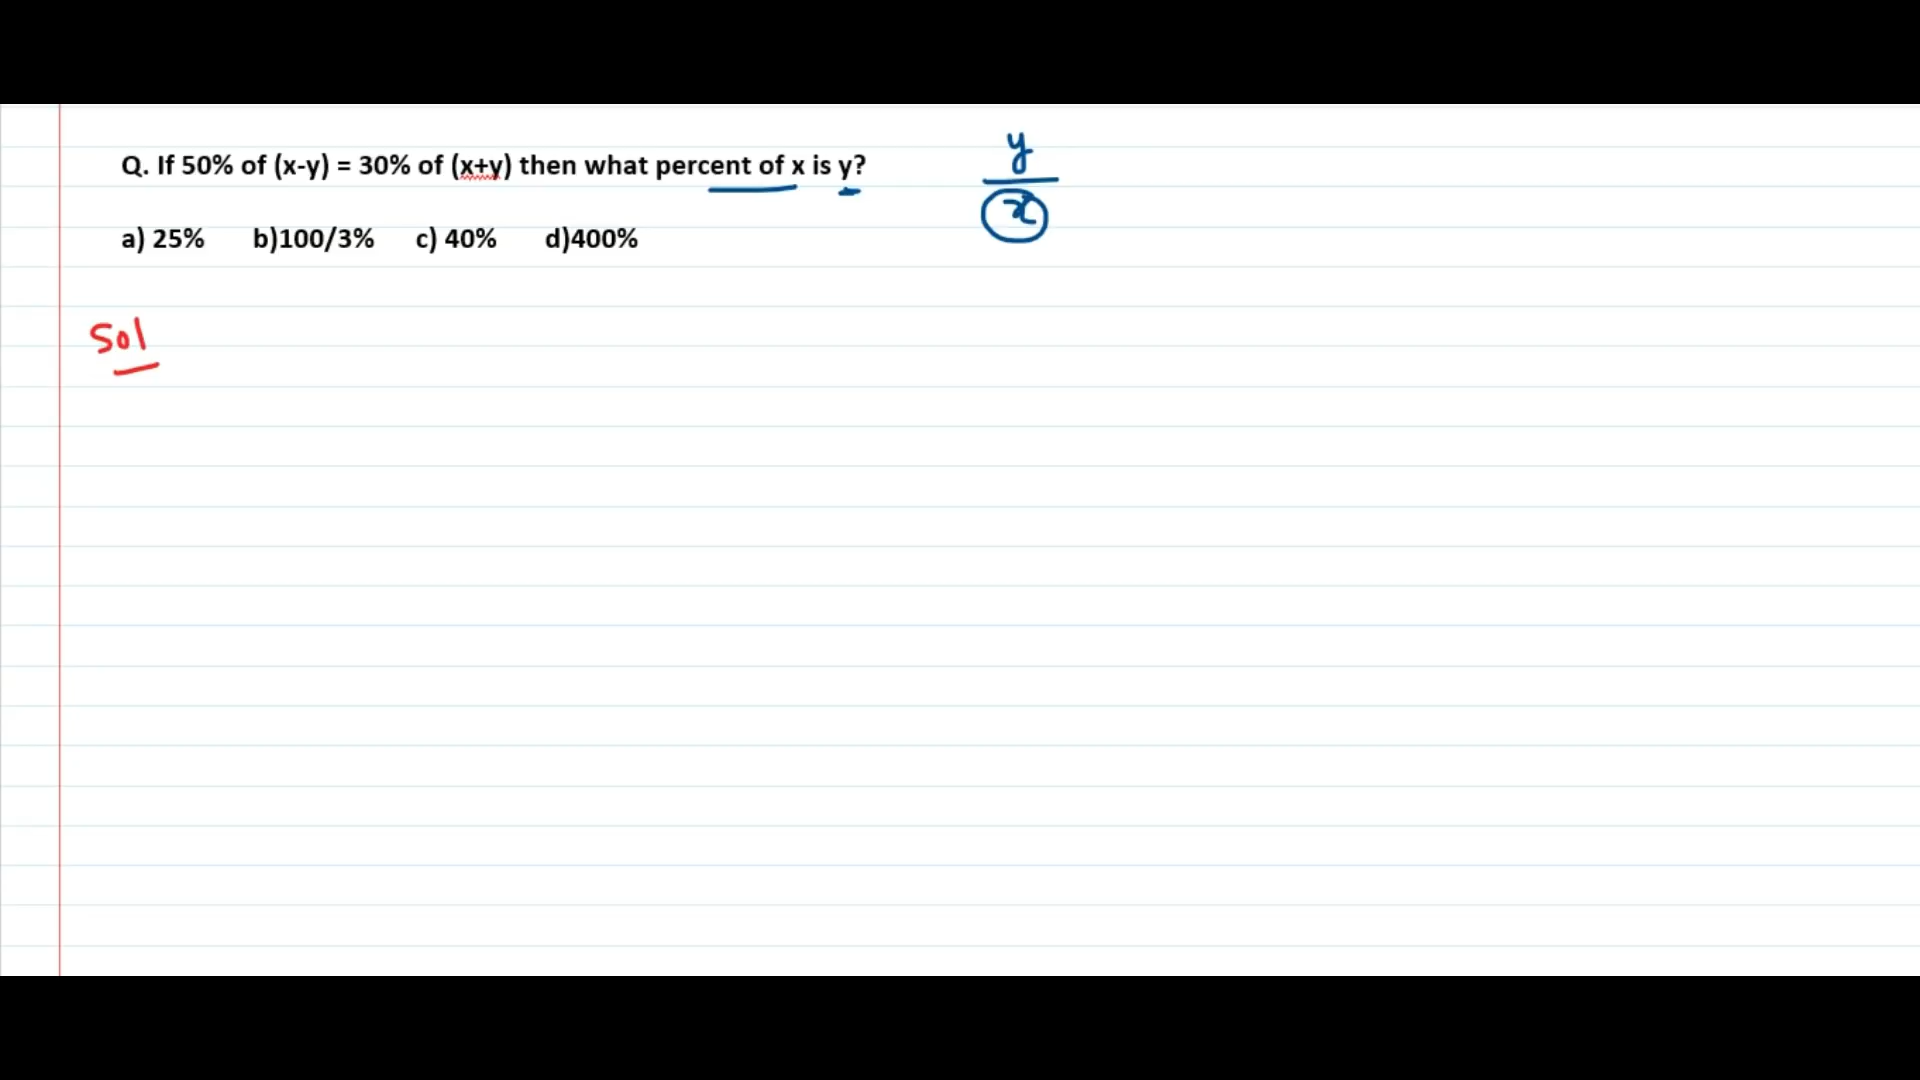 Q. If 50% of (x-y) = 30% of (x+y) then what percent of x is y?
y
x
a) 25% b)100/3% c) 40% d)400%
Sol